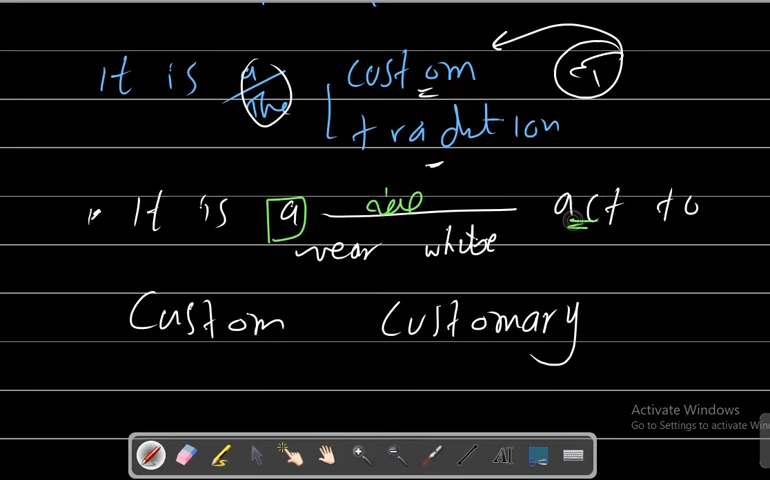 It is a custom
the tradition
It is a act to
wear white
Custom Customary
Activate Windows
Go to Settings to activate Win
AI